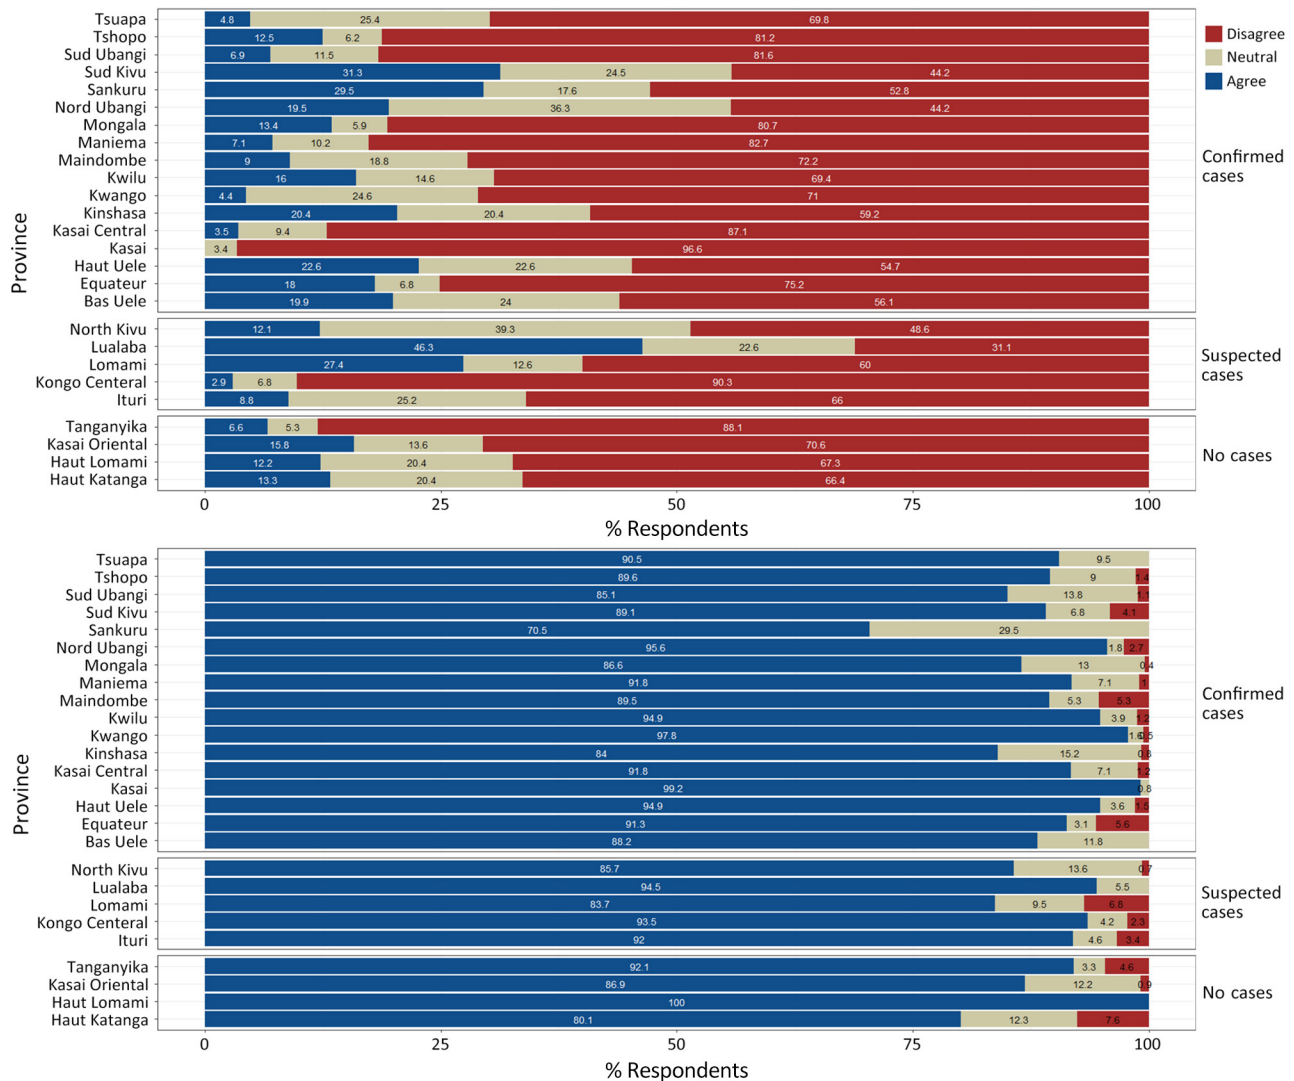 Tsuapa 4.8 25.4 69.8
Tshopo 12.5 6.2 81.2 Disagree
Sud Ubangi 6.9 11.5 81.6 Neutral
Sud Kivu 31.3 24.5 44.2 Agree
Sankuru 29.5 17.6 52.8
Nord Ubangi 19.5 36.3 44.2
Mongala 13.4 5.9 80.7
Maniema 7.1 10.2 82.7
Maindombe 9 18.8 72.2 Confirmed
Kwilu 16 14.6 69.4 cases
Kwango 4.4 24.6 71
Kinshasa 20.4 20.4 59.2
Kasai Central 3.5 9.4 87.1
Kasai 3.4 96.6
Haut Uele 22.6 22.6 54.7
Equateur 18 6.8 75.2
Bas Uele 19.9 24 56.1
Province
North Kivu 12.1 39.3 48.6
Lualaba 46.3 22.6 31.1 Suspected
Lomami 27.4 12.6 60 cases
Kongo Centeral 2.9 6.8 90.3
Ituri 8.8 25.2 66
Tanganyika 6.6 5.3 88.1
Kasai Oriental 15.8 13.6 70.6 No cases
Haut Lomami 12.2 20.4 67.3
Haut Katanga 13.3 20.4 66.4
0 25 50 75 100
% Respondents
Tsuapa 90.5 9.5
Tshopo 89.6 9 1.4
Sud Ubangi 85.1 13.8 1.1
Sud Kivu 89.1 6.8 4.1
Sankuru 70.5 29.5
Nord Ubangi 95.6 1.8 2.7
Mongala 86.6 13 0.4
Maniema 91.8 7.1 1
Maindombe 89.5 5.3 5.3 Confirmed
Kwilu 94.9 3.9 1.2 cases
Kwango 97.8 1.6 0.5
Kinshasa 84 15.2 0.8
Kasai Central 91.8 7.1 1.2
Kasai 99.2 0.8
Haut Uele 94.9 3.6 1.5
Equateur 91.3 3.1 5.6
Bas Uele 88.2 11.8
Province
North Kivu 85.7 13.6 0.7
Lualaba 94.5 5.5 Suspected
Lomami 83.7 9.5 6.8 cases
Kongo Centeral 93.5 4.2 2.3
Ituri 92 4.6 3.4
Tanganyika 92.1 3.3 4.6
Kasai Oriental 86.9 12.2 0.9 No cases
Haut Lomami 100
Haut Katanga 80.1 12.3 7.6
0 25 50 75 100
% Respondents